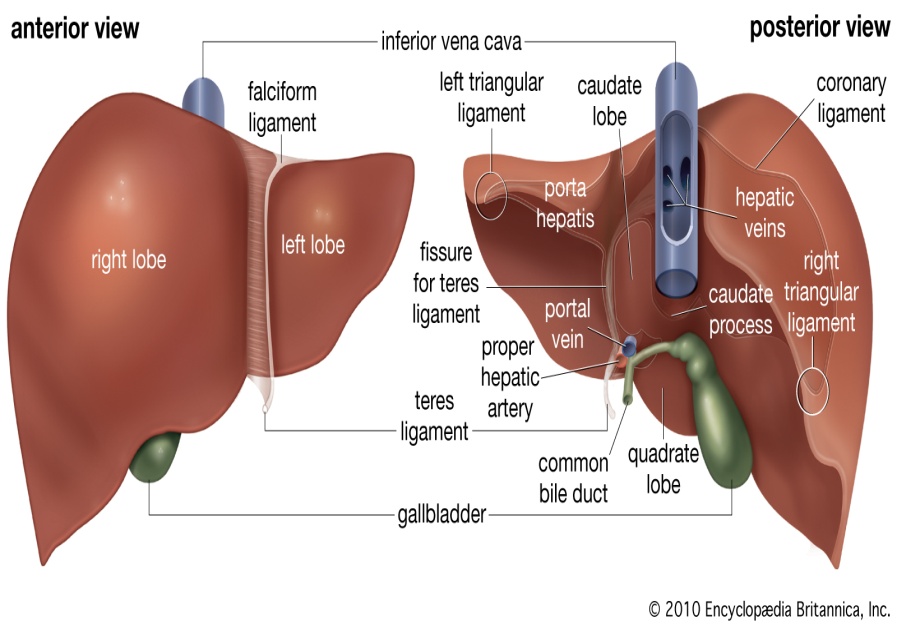 anterior view
posterior view
inferior vena cava
falciform
ligament
left triangular
ligament
caudate
lobe
coronary
ligament
porta
hepatis
hepatic
veins
right lobe
left lobe
fissure
for teres
ligament
right
triangular
ligament
caudate
process
portal
vein
proper
hepatic
artery
teres
ligament
common
bile duct
quadrate
lobe
gallbladder
© 2010 Encyclopædia Britannica, Inc.